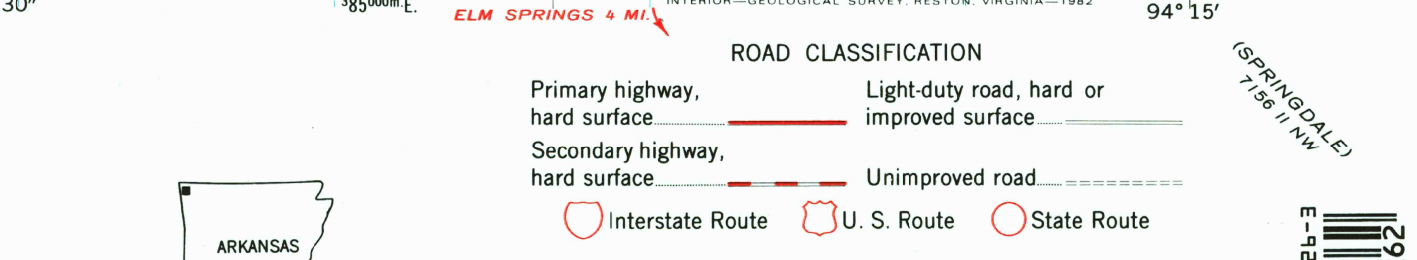 30"
385000m.E.
ELM SPRINGS 4 MI.
INTERIOR—GEOLOGICAL SURVEY, RESTON, VIRGINIA—1982
94° 15'
ROAD CLASSIFICATION
Primary highway,
hard surface
Light-duty road, hard or
improved surface
Secondary highway,
hard surface
Unimproved road
Interstate Route
U. S. Route
State Route
(SPRINGDALE)
7156 II NW
ARKANSAS
62